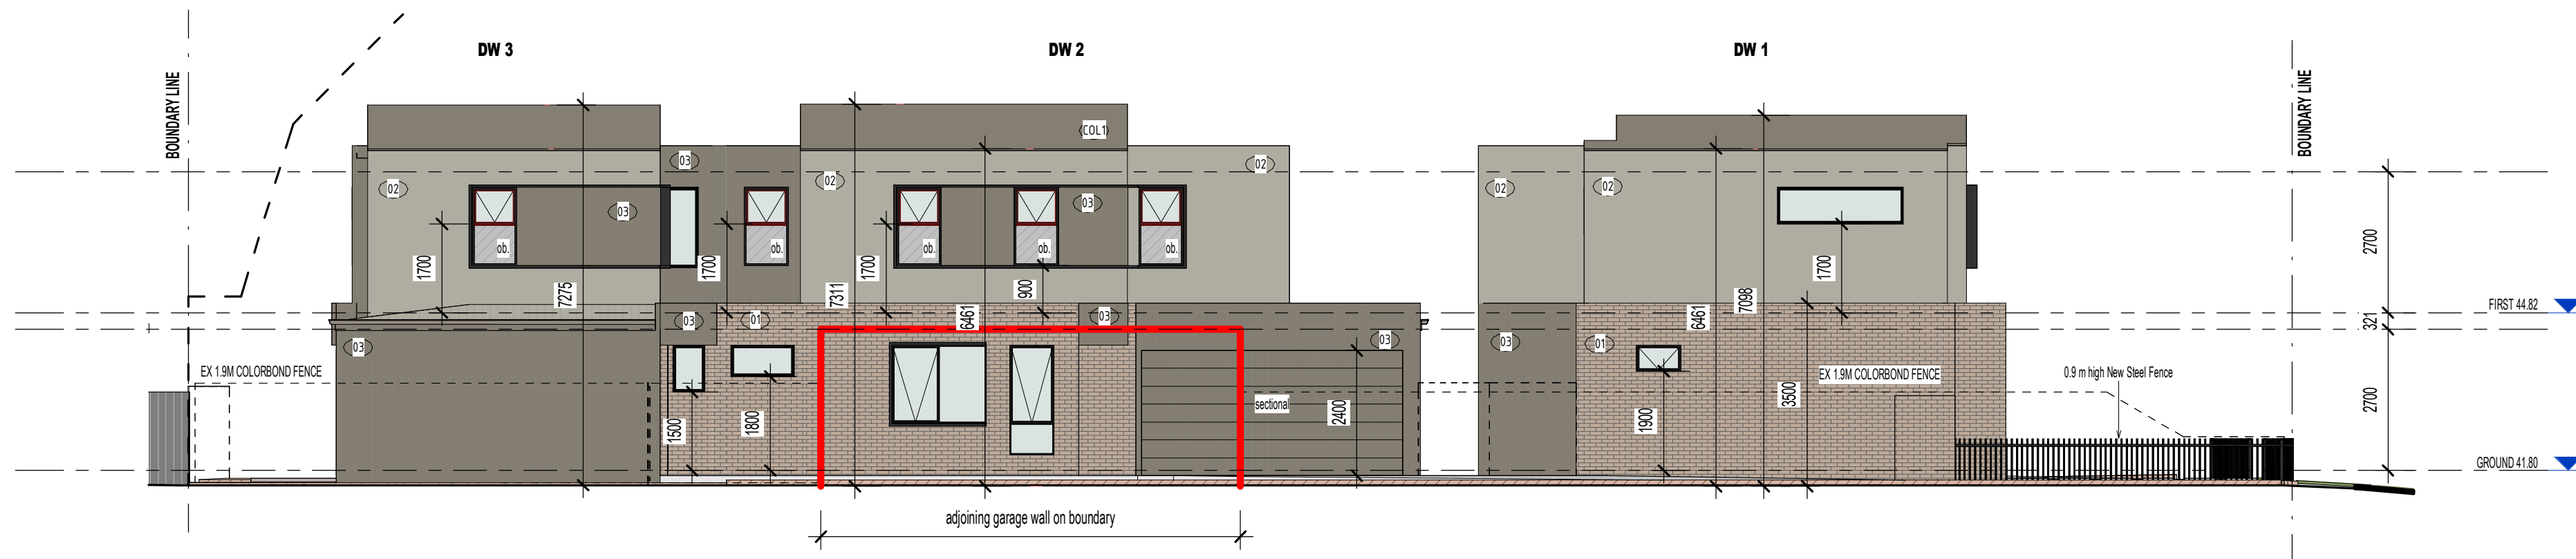 DW 3
DW 2
DW 1
BOUNDARY LINE
BOUNDARY LINE
(COL1)
03
02
02
02
03
03
02
02
ob.
ob.
ob.
ob.
ob.
1700
7275
1700
7311
1700
6461
900
6461
7098
1700
2700
321
2700
FIRST 44.82
GROUND 41.80
03
01
03
03
03
03
01
EX 1.9M COLORBOND FENCE
EX 1.9M COLORBOND FENCE
0.9 m high New Steel Fence
1500
1800
sectional
2400
1900
3500
adjoining garage wall on boundary